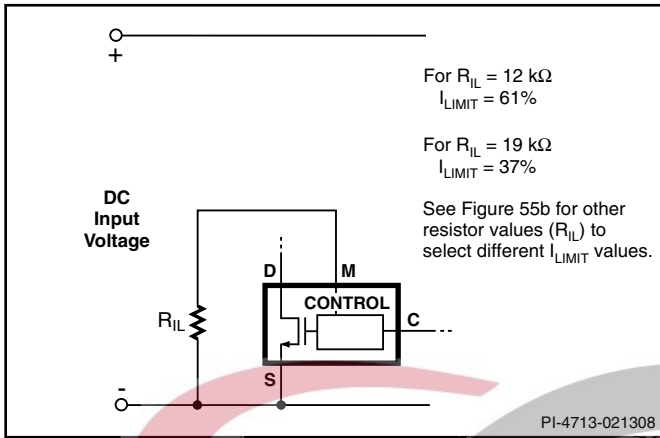 +
For R_IL = 12 kΩ
I_LIMIT = 61%
For R_IL = 19 kΩ
I_LIMIT = 37%
See Figure 55b for other
resistor values (R_IL) to
select different I_LIMIT values.
DC
Input
Voltage
D M
CONTROL
C
R_IL
S
-
PI-4713-021308